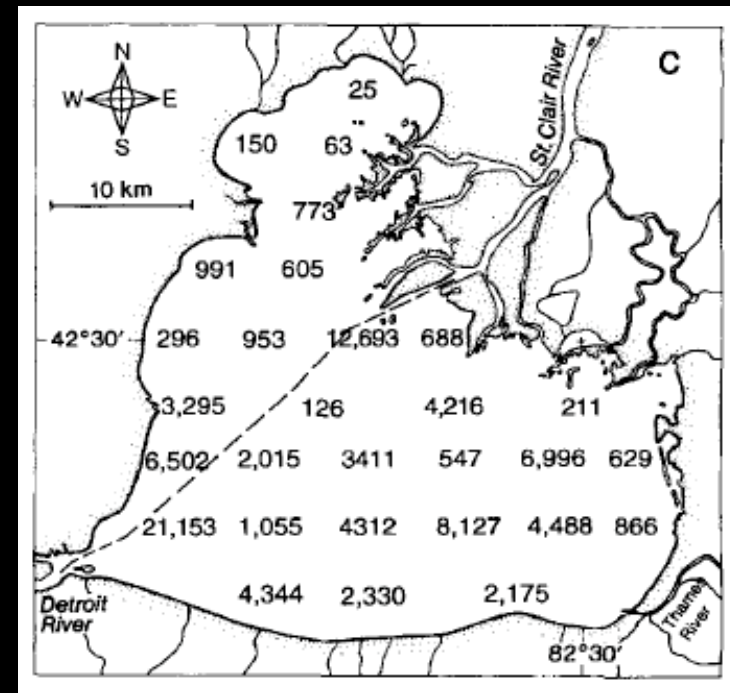 C
N
W E
S
10 km
St. Clair River
25
150 63
773
991 605
42°30' 296 953 12,693 688
3,295 126 4,216 211
6,502 2,015 3411 547 6,996 629
21,153 1,055 4312 8,127 4,488 866
4,344 2,330 2,175
Detroit
River
Thames
River
82°30'